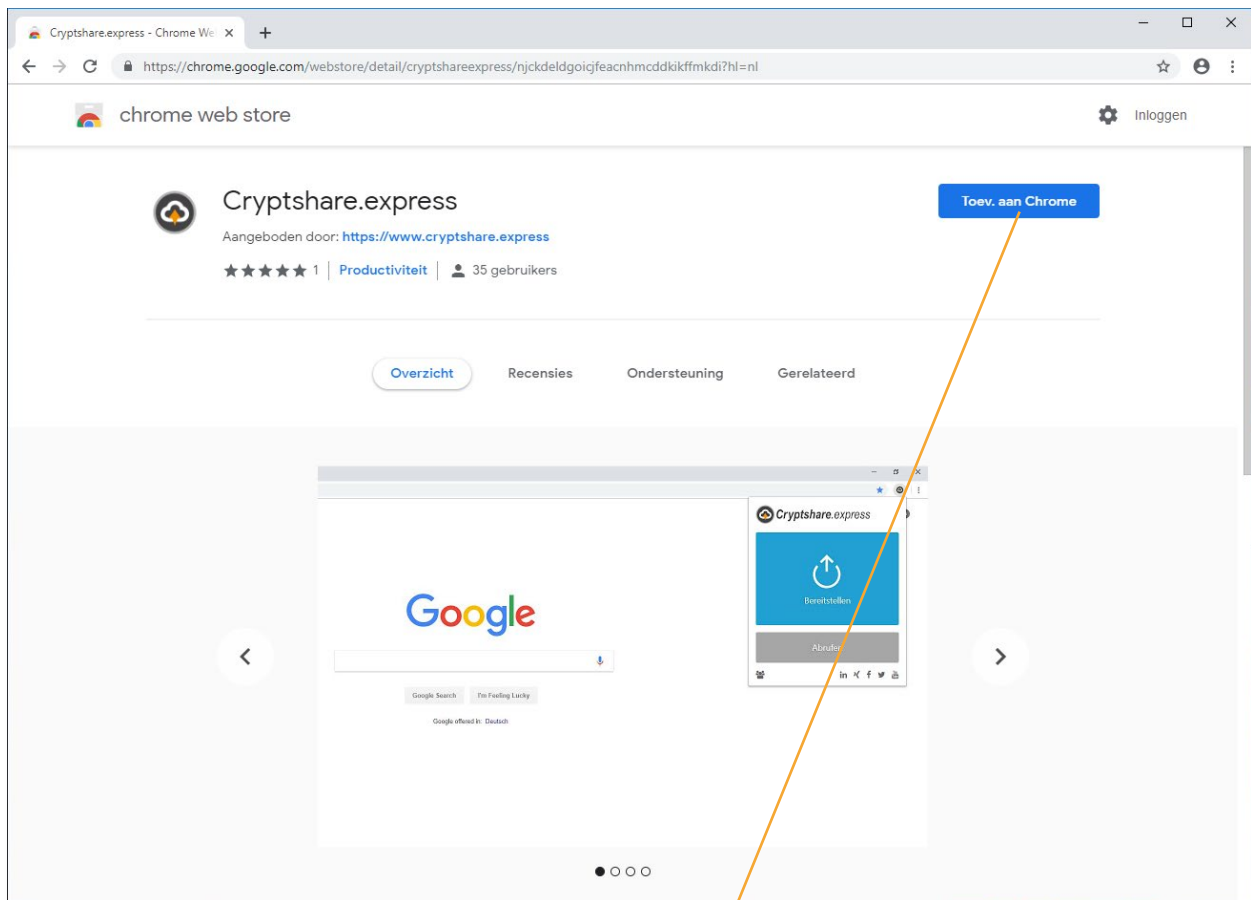 Cryptshare.express - Chrome We
https://chrome.google.com/webstore/detail/cryptshareexpress/njckdeldgoicjfeacnhmcddkikffmkdi?hl=nl
chrome web store
Inloggen
Cryptshare.express
Toev. aan Chrome
Aangeboden door: https://www.cryptshare.express
1 Productiviteit 35 gebruikers
Overzicht Recensies Ondersteuning Gerelateerd
Cryptshare.express
Bereitstellen
Google
Abrufen
Google Search I'm Feeling Lucky
Google offered in: Deutsch